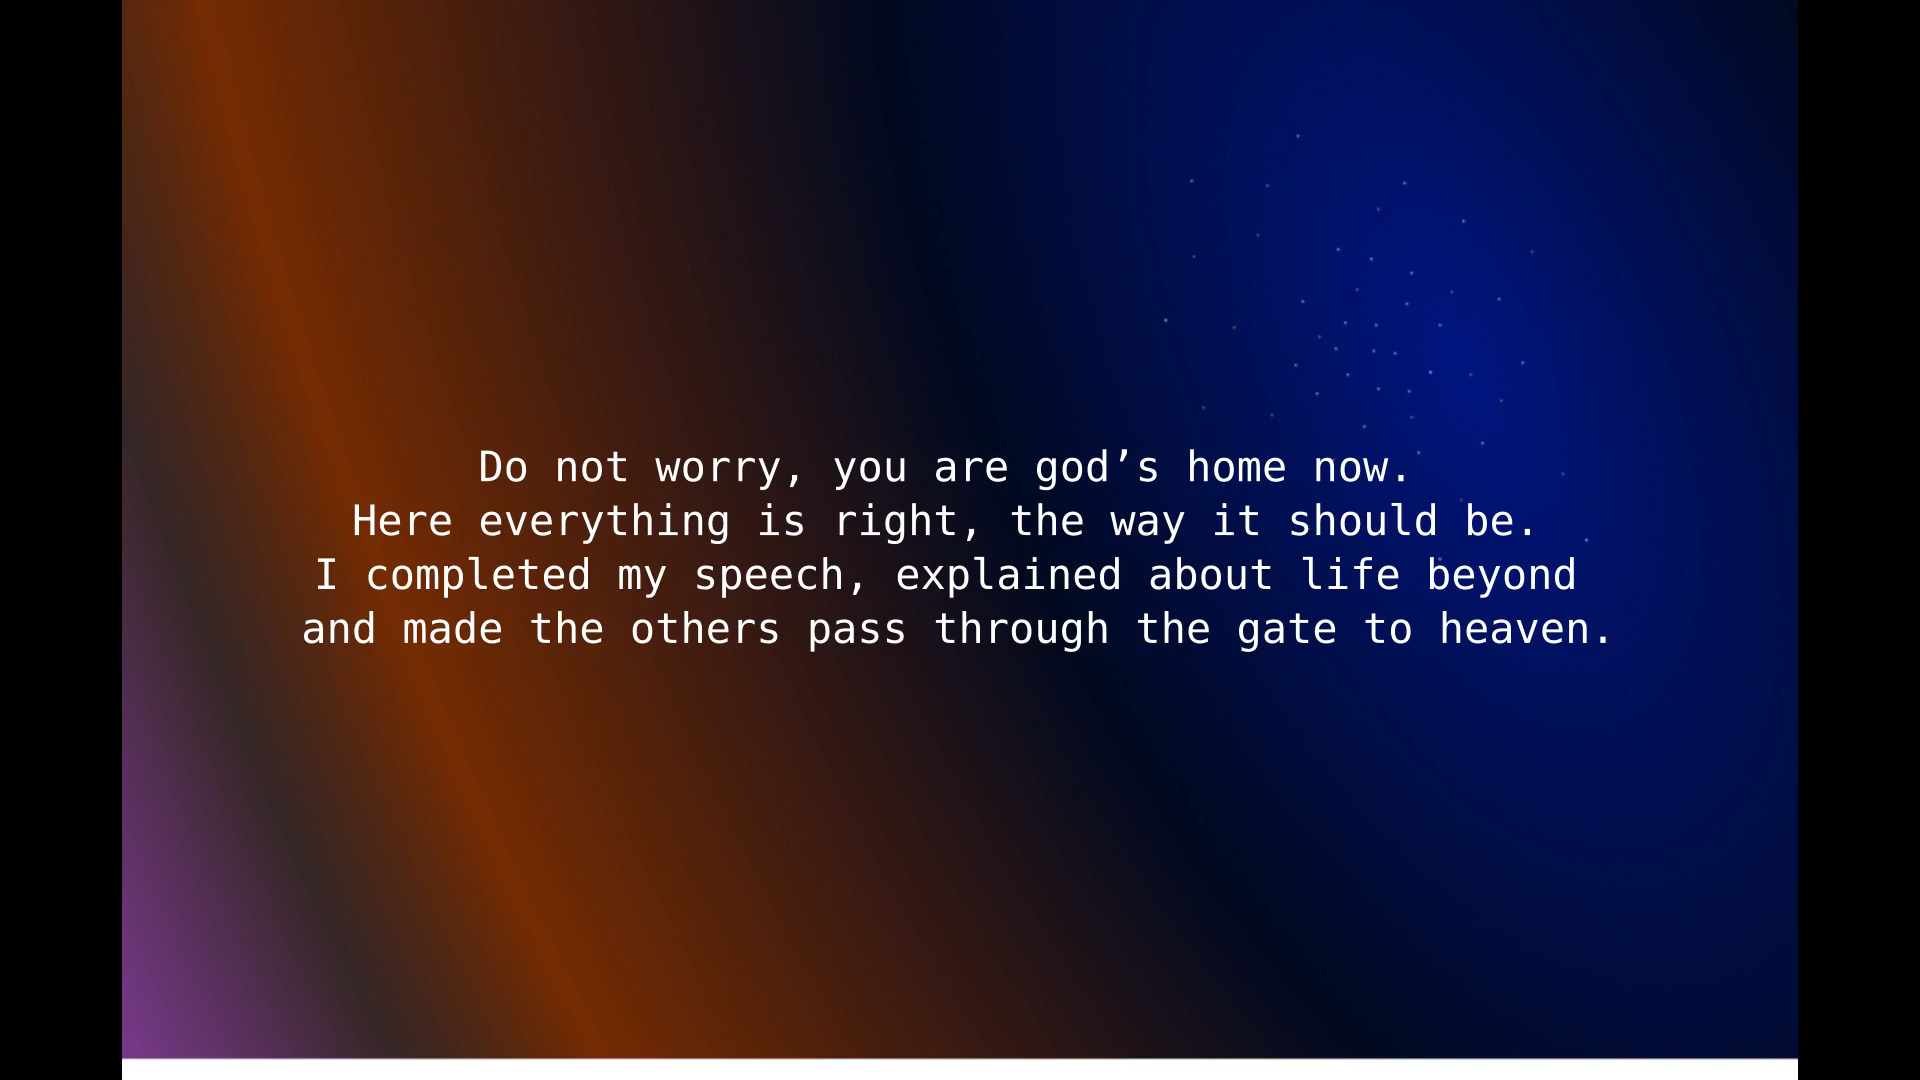 Do not worry, you are god’s home now.
Here everything is right, the way it should be.
I completed my speech, explained about life beyond
and made the others pass through the gate to heaven.